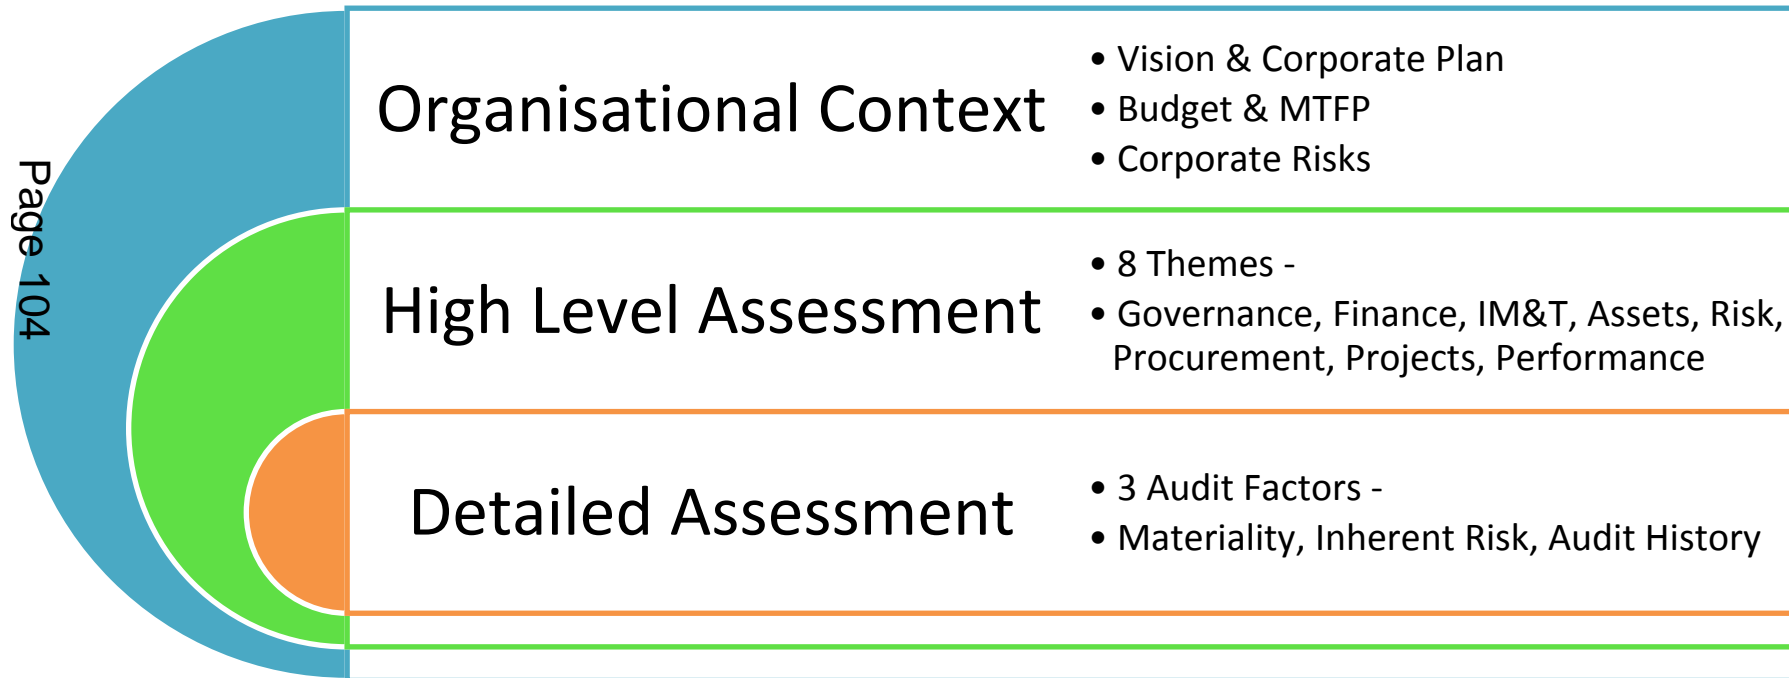 Page 104
Organisational Context
• Vision & Corporate Plan
• Budget & MTFP
• Corporate Risks
High Level Assessment
• 8 Themes -
• Governance, Finance, IM&T, Assets, Risk,
Procurement, Projects, Performance
Detailed Assessment
• 3 Audit Factors -
• Materiality, Inherent Risk, Audit History